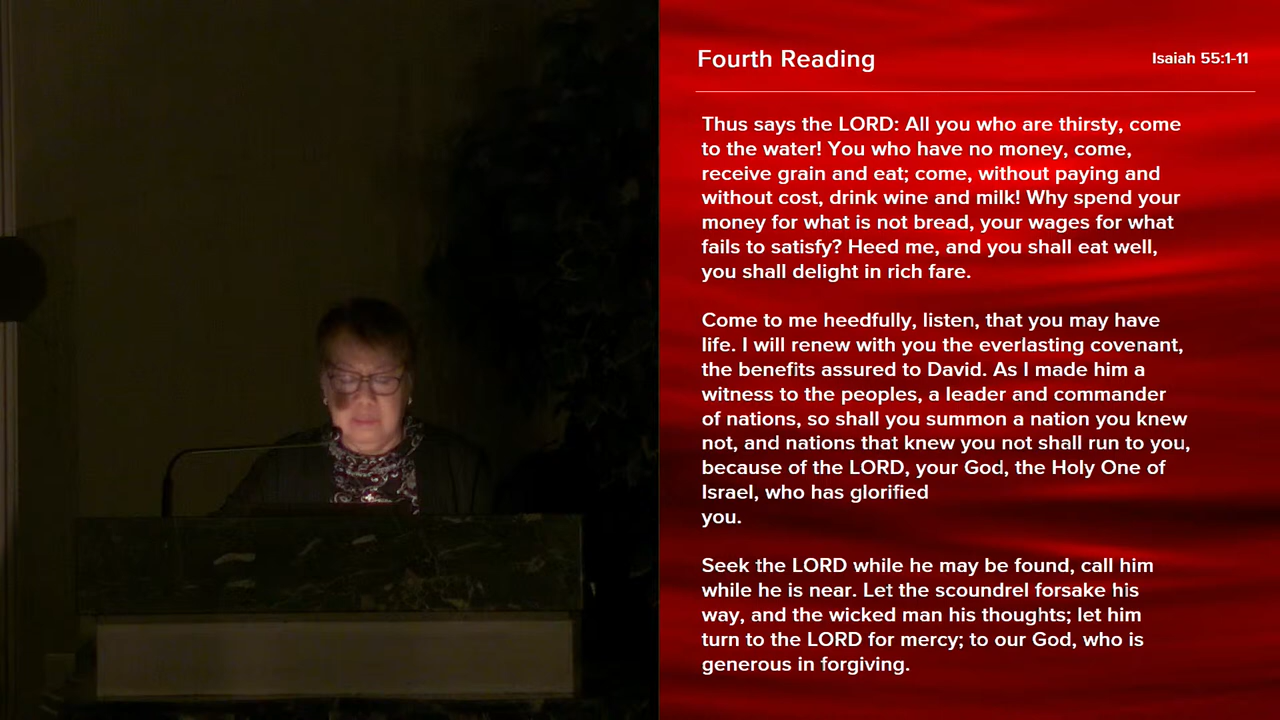 Fourth Reading
Isaiah 55:1-11
Thus says the LORD: All you who are thirsty, come
to the water! You who have no money, come,
receive grain and eat; come, without paying and
without cost, drink wine and milk! Why spend your
money for what is not bread, your wages for what
fails to satisfy? Heed me, and you shall eat well,
you shall delight in rich fare.
Come to me heedfully, listen, that you may have
life. I will renew with you the everlasting covenant,
the benefits assured to David. As I made him a
witness to the peoples, a leader and commander
of nations, so shall you summon a nation you knew
not, and nations that knew you not shall run to you,
because of the LORD, your God, the Holy One of
Israel, who has glorified
you.
Seek the LORD while he may be found, call him
while he is near. Let the scoundrel forsake his
way, and the wicked man his thoughts; let him
turn to the LORD for mercy; to our God, who is
generous in forgiving.